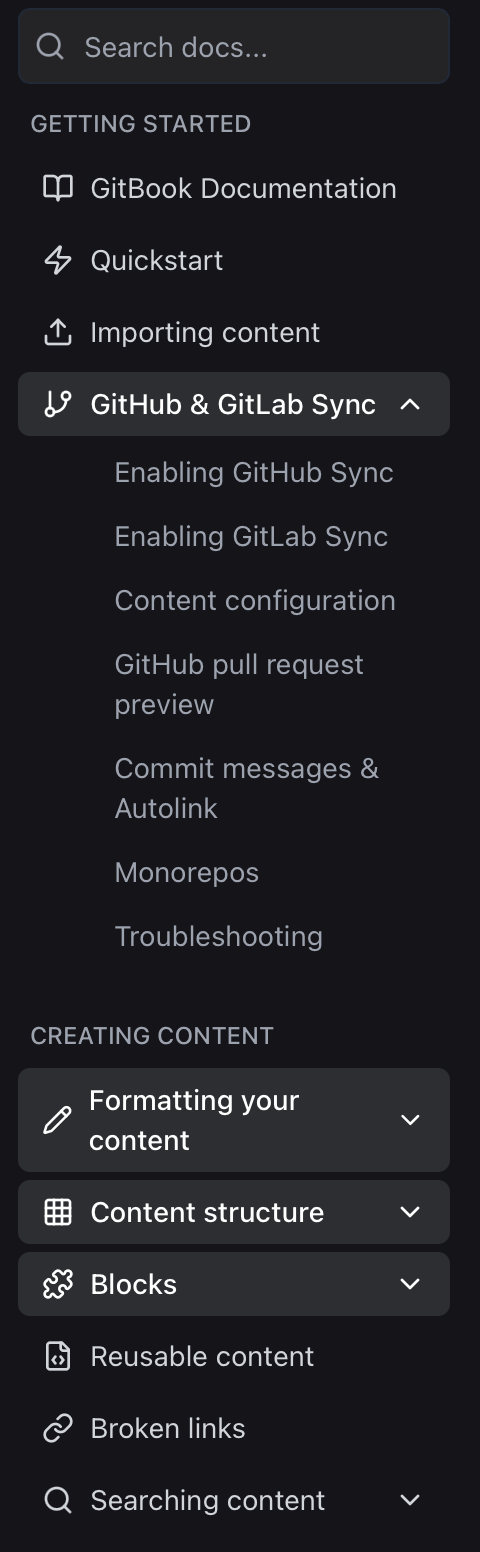 Search docs...
GETTING STARTED
GitBook Documentation
Quickstart
Importing content
GitHub & GitLab Sync
Enabling GitHub Sync
Enabling GitLab Sync
Content configuration
GitHub pull request
preview
Commit messages &
Autolink
Monorepos
Troubleshooting
CREATING CONTENT
Formatting your
content
Content structure
Blocks
Reusable content
Broken links
Searching content